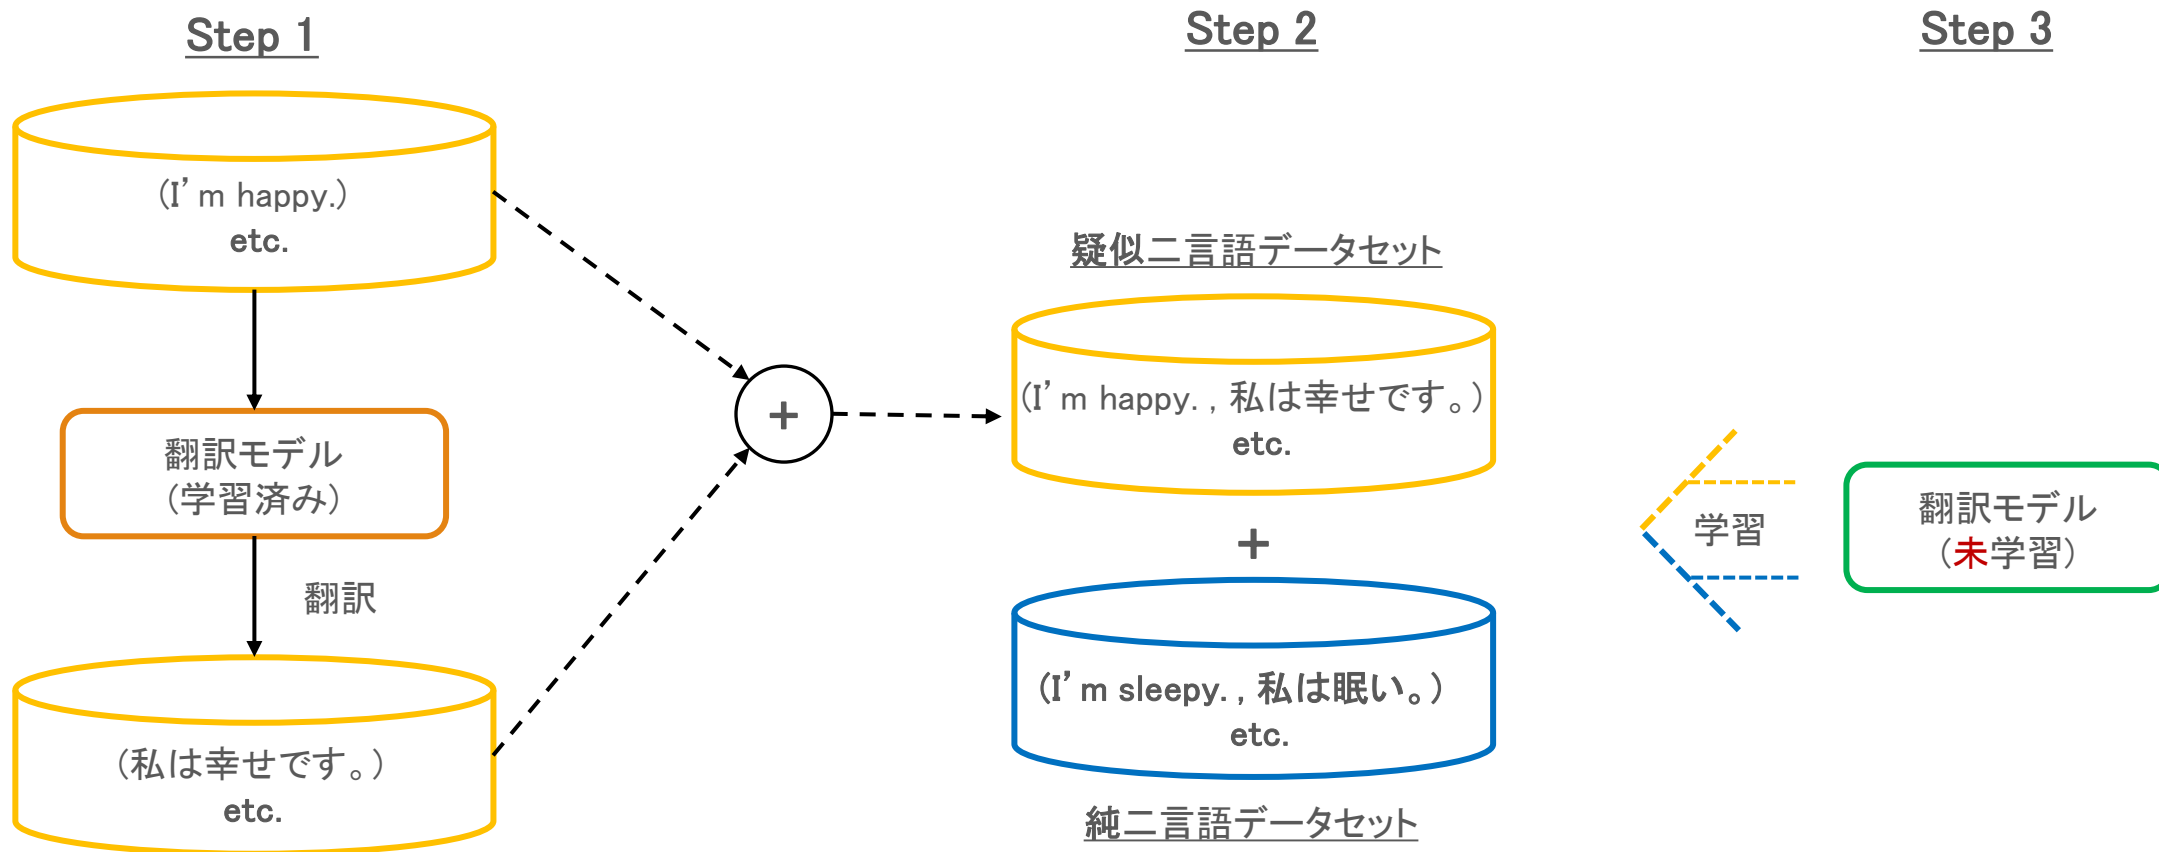 Step 1
(I’m happy.)
etc.
翻訳モデル
(学習済み)
翻訳
(私は幸せです。)
etc.
+
Step 2
疑似二言語データセット
(I’m happy. , 私は幸せです。)
etc.
+
(I’m sleepy. , 私は眠い。)
etc.
純二言語データセット
Step 3
学習
翻訳モデル
(未学習)